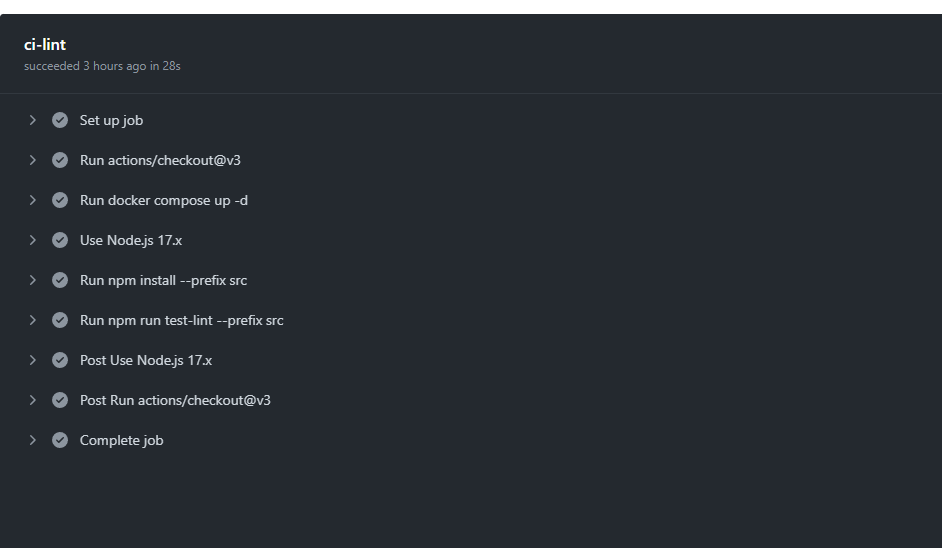 ci-lint
succeeded 3 hours ago in 28s
Set up job
Run actions/checkout@v3
Run docker compose up -d
Use Node.js 17.x
Run npm install --prefix src
Run npm run test-lint --prefix src
Post Use Node.js 17.x
Post Run actions/checkout@v3
Complete job